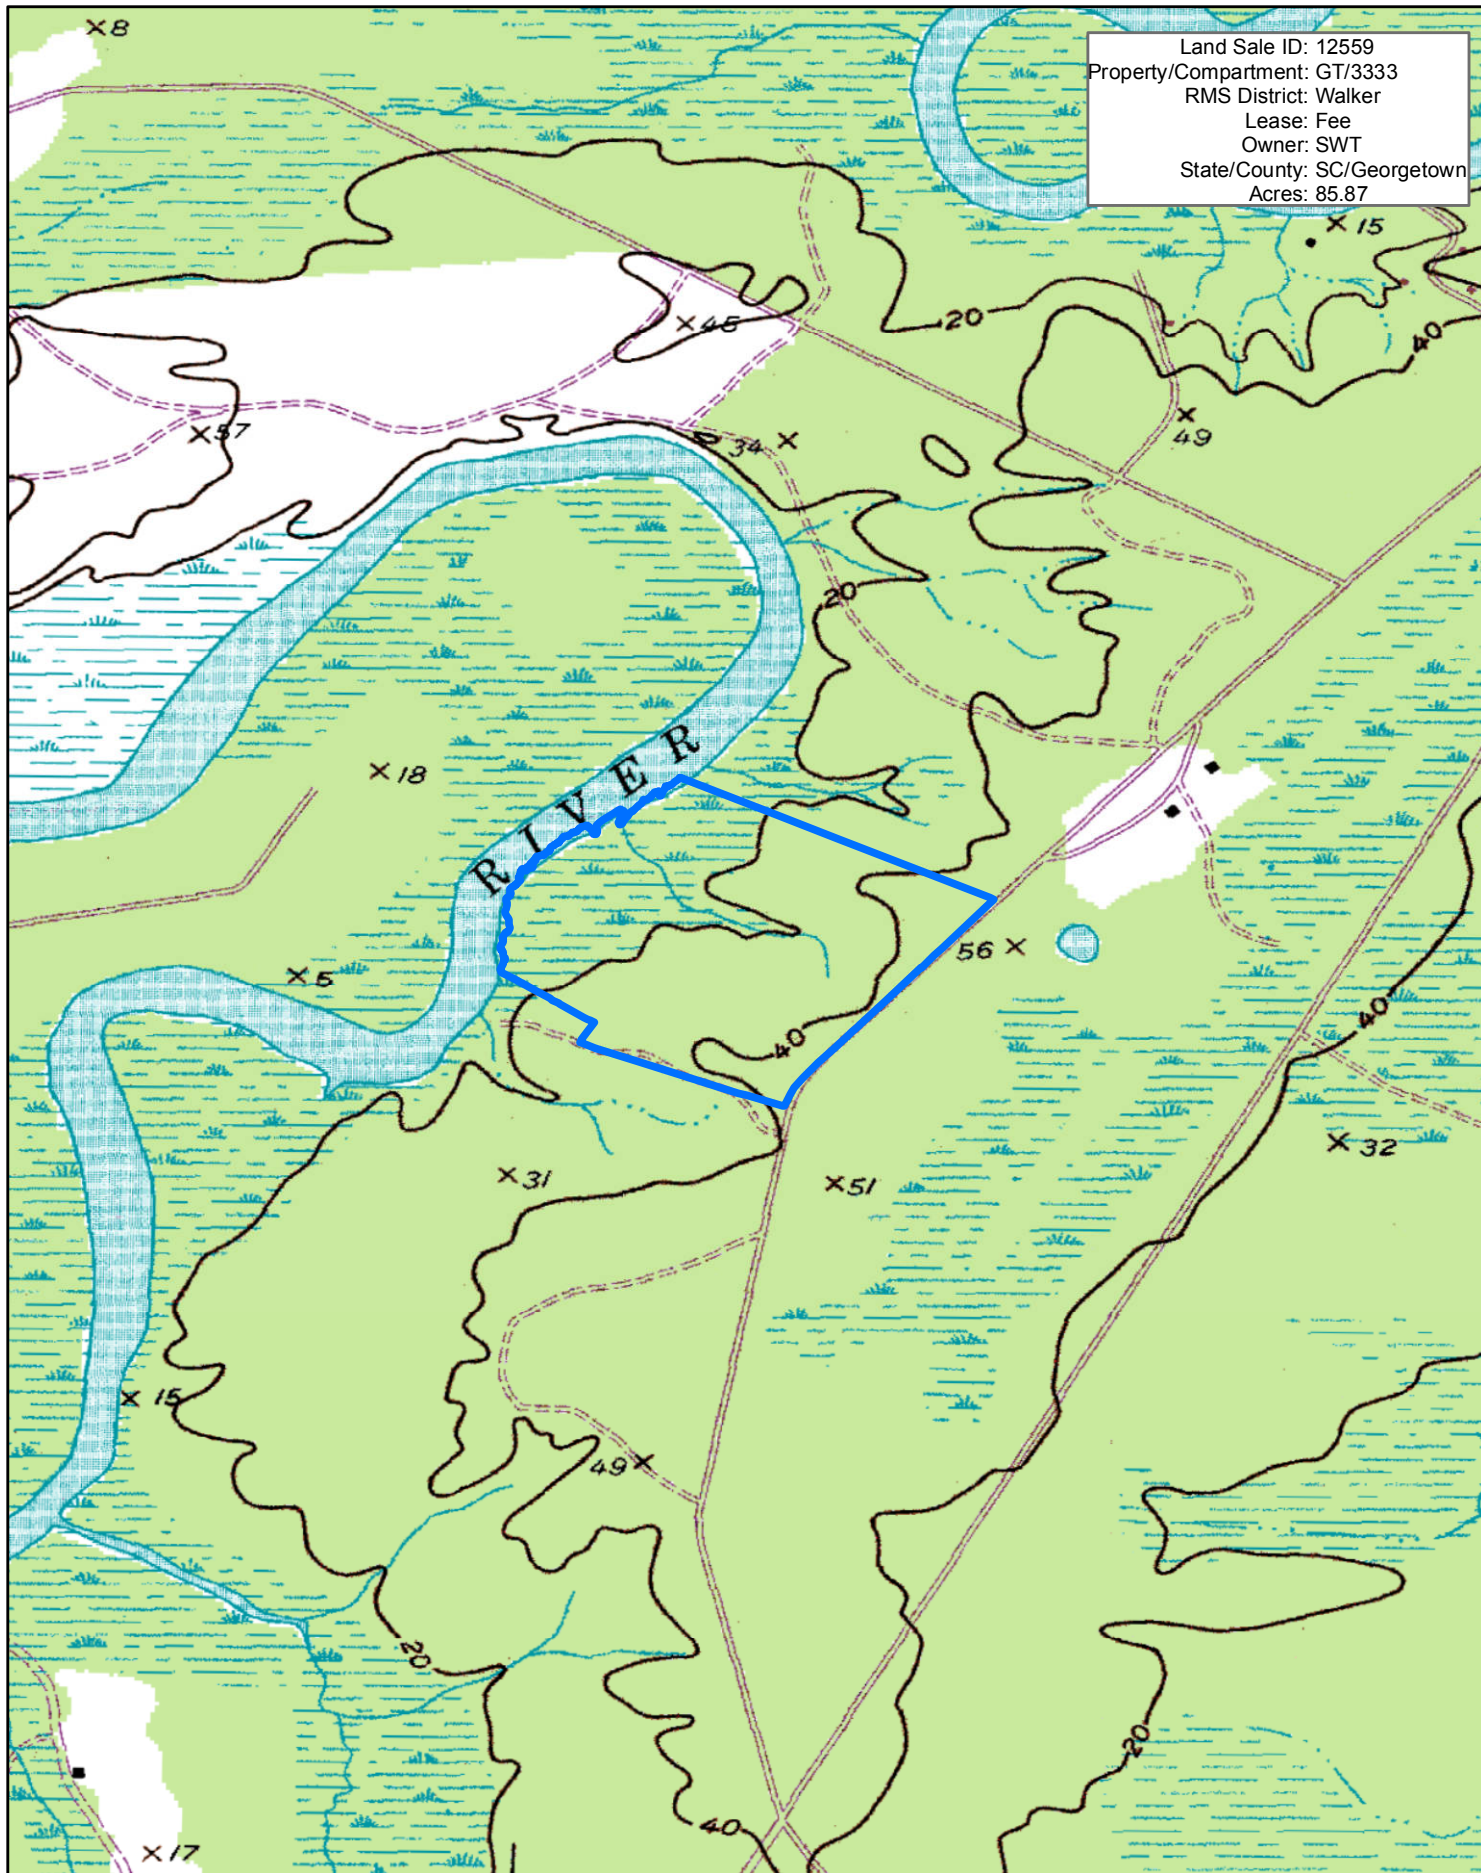 Land Sale ID: 12559
Property/Compartment: GT/3333
RMS District: Walker
Lease: Fee
Owner: SWT
State/County: SC/Georgetown
Acres: 85.87
8
15
20
40
45
57
34
49
20
RIVER
18
56
5
40
40
32
31
51
15
49
20
20
40
17